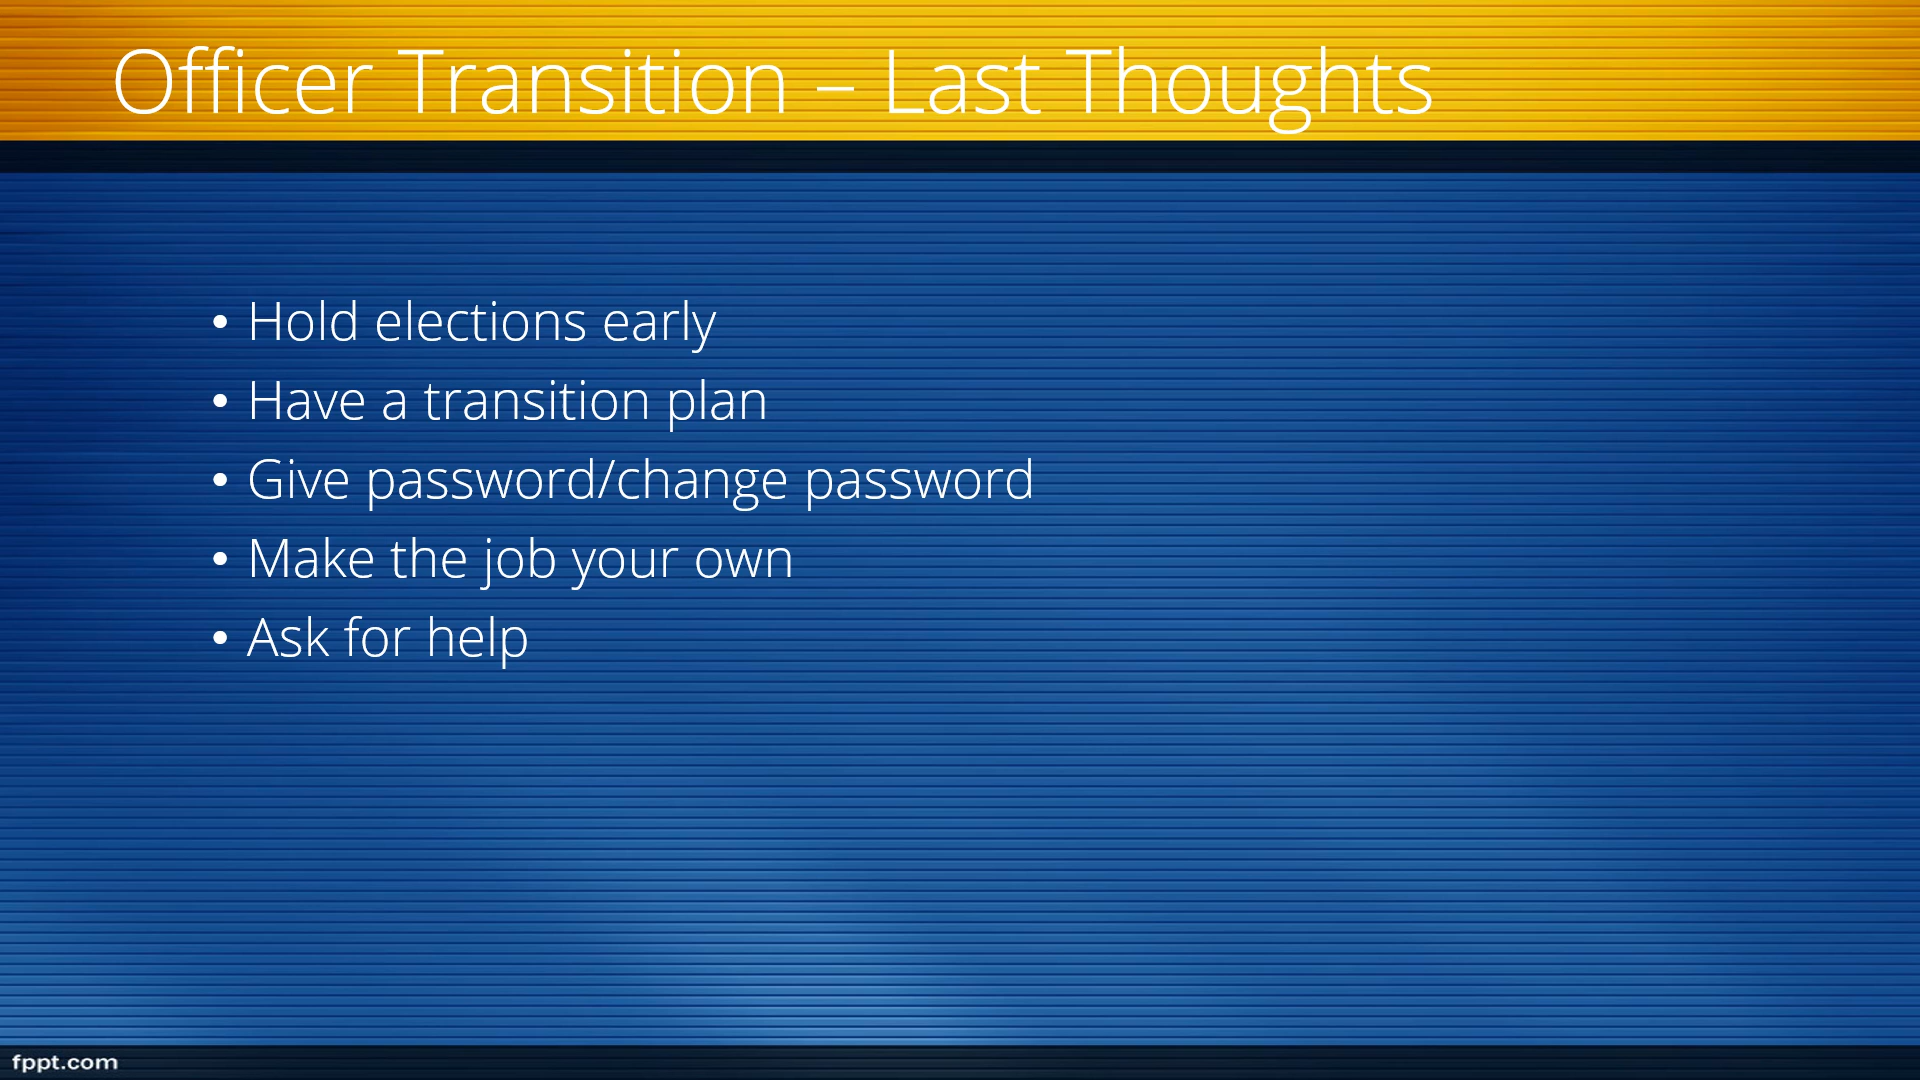 Officer Transition – Last Thoughts
• Hold elections early
• Have a transition plan
• Give password/change password
• Make the job your own
• Ask for help
fppt.com